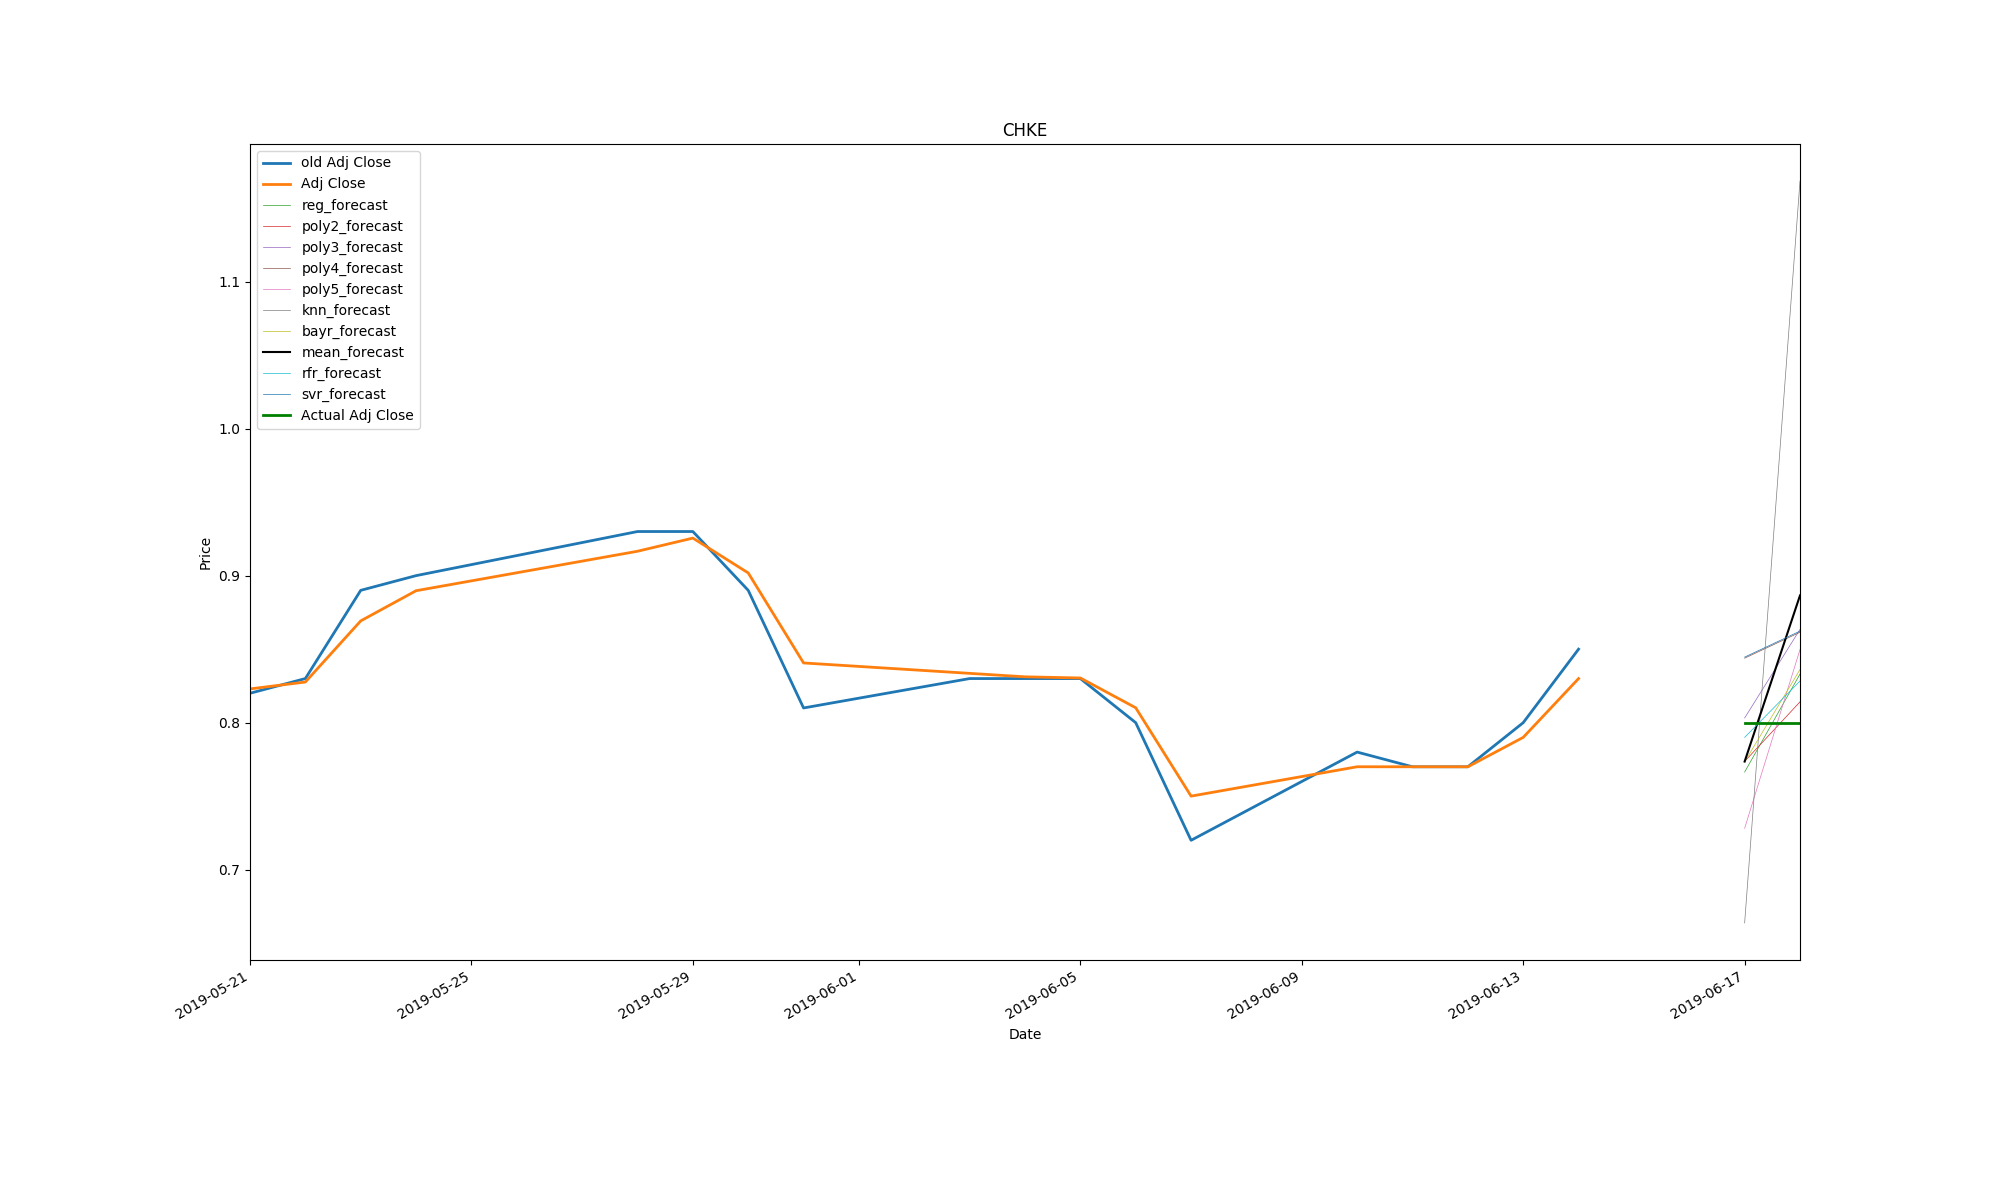 CHKE
old Adj Close
Adj Close
reg_forecast
poly2_forecast
poly3_forecast
poly4_forecast
poly5_forecast
knn_forecast
bayr_forecast
mean_forecast
rfr_forecast
svr_forecast
Actual Adj Close
1.1
1.0
0.9
0.8
0.7
Price
2019-05-21
2019-05-25
2019-05-29
2019-06-01
2019-06-05
2019-06-09
2019-06-13
2019-06-17
Date